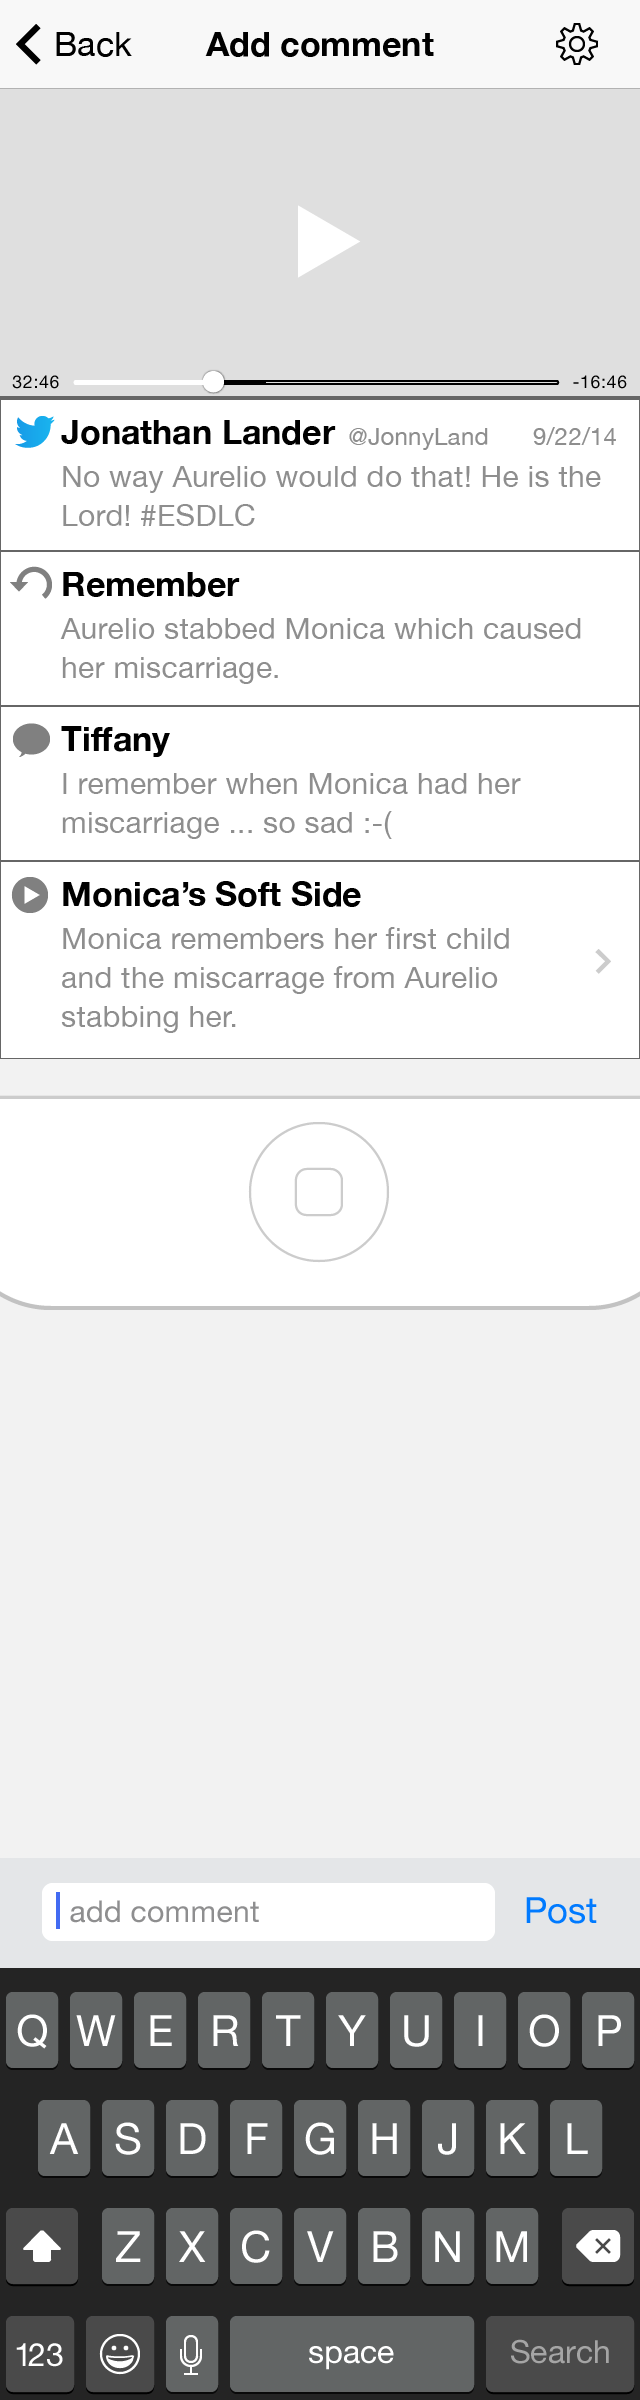 Back Add comment
32:46 -16:46
Jonathan Lander @JonnyLand 9/22/14
No way Aurelio would do that! He is the
Lord! #ESDLC
Remember
Aurelio stabbed Monica which caused
her miscarriage.
Tiffany
I remember when Monica had her
miscarriage ... so sad :-(
Monica’s Soft Side
Monica remembers her first child
and the miscarrage from Aurelio
stabbing her.
add comment Post
Q W E R T Y U I O P
A S D F G H J K L
Z X C V B N M
123 space Search